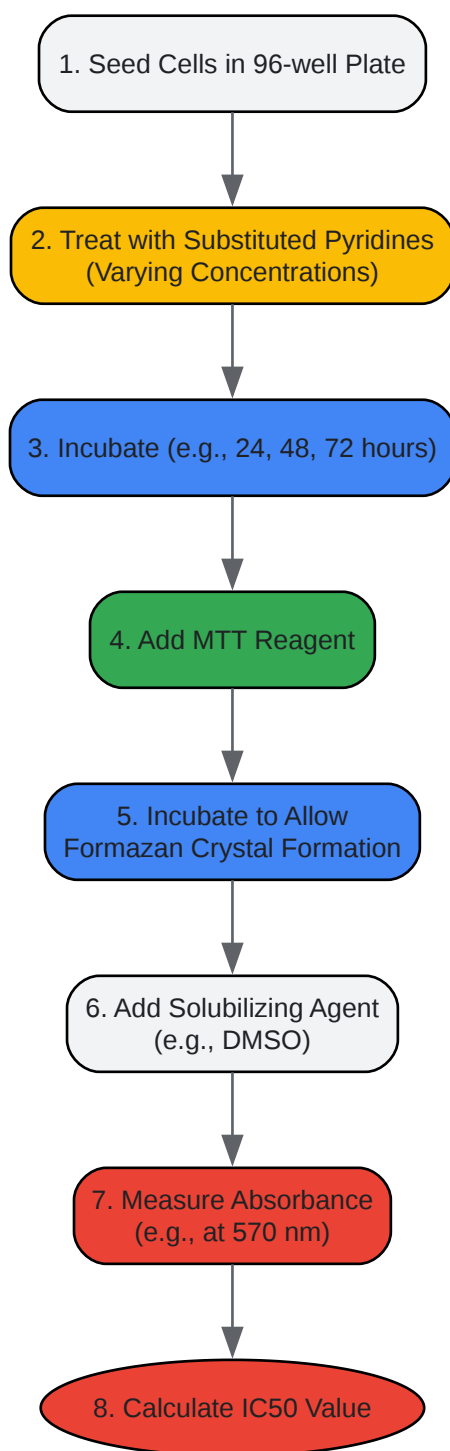 1. Seed Cells in 96-well Plate
2. Treat with Substituted Pyridines
(Varying Concentrations)
3. Incubate (e.g., 24, 48, 72 hours)
4. Add MTT Reagent
5. Incubate to Allow
Formazan Crystal Formation
6. Add Solubilizing Agent
(e.g., DMSO)
7. Measure Absorbance
(e.g., at 570 nm)
8. Calculate IC50 Value